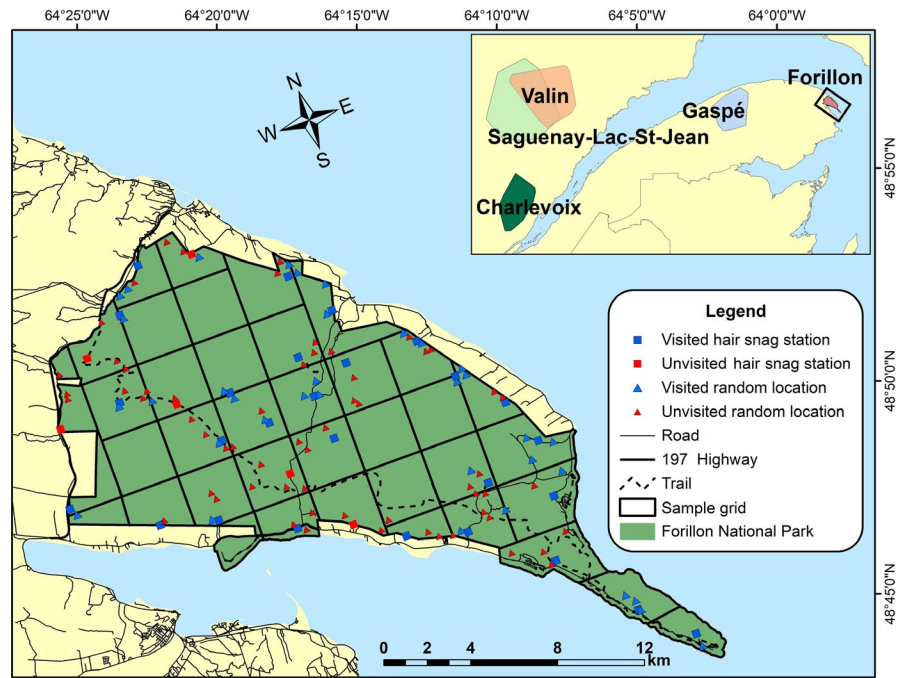 64°25'0"W 64°20'0"W 64°15'0"W 64°10'0"W 64°5'0"W 64°0'0"W
N
E
W
S
Forillon
Valin
Gaspé
Saguenay-Lac-St-Jean
Charlevoix
48°55'0"N
48°50'0"N
48°45'0"N
Legend
Visited hair snag station
Unvisited hair snag station
Visited random location
Unvisited random location
Road
197 Highway
Trail
Sample grid
Forillon National Park
0 2 4 8 12
km